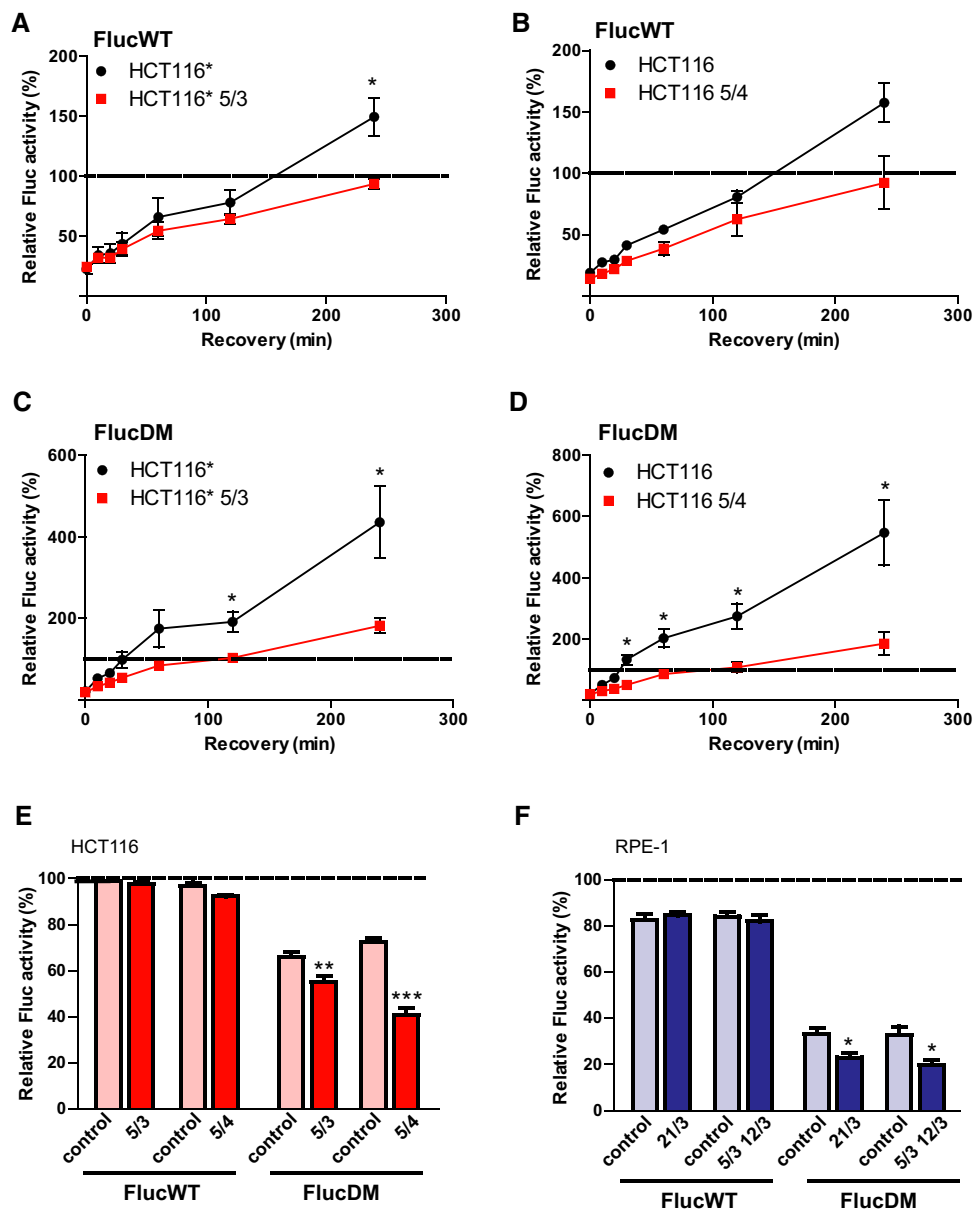 A
FlucWT
HCT116*
HCT116* 5/3
*
Relative Fluc activity (%)
200
150
100
50
0
100
200
300
Recovery (min)
B
FlucWT
HCT116
HCT116 5/4
Relative Fluc activity (%)
200
150
100
50
0
100
200
300
Recovery (min)
C
FlucDM
HCT116*
HCT116* 5/3
*
*
Relative Fluc activity (%)
600
400
200
0
100
200
300
Recovery (min)
D
FlucDM
HCT116
HCT116 5/4
*
*
*
*
Relative Fluc activity (%)
800
600
400
200
0
100
200
300
Recovery (min)
E
HCT116
Relative Fluc activity (%)
100
80
60
40
20
0
**
***
control
5/3
control
5/4
control
5/3
control
5/4
FlucWT
FlucDM
F
RPE-1
Relative Fluc activity (%)
100
80
60
40
20
0
*
*
control
21/3
control
5/3 12/3
control
21/3
control
5/3 12/3
FlucWT
FlucDM